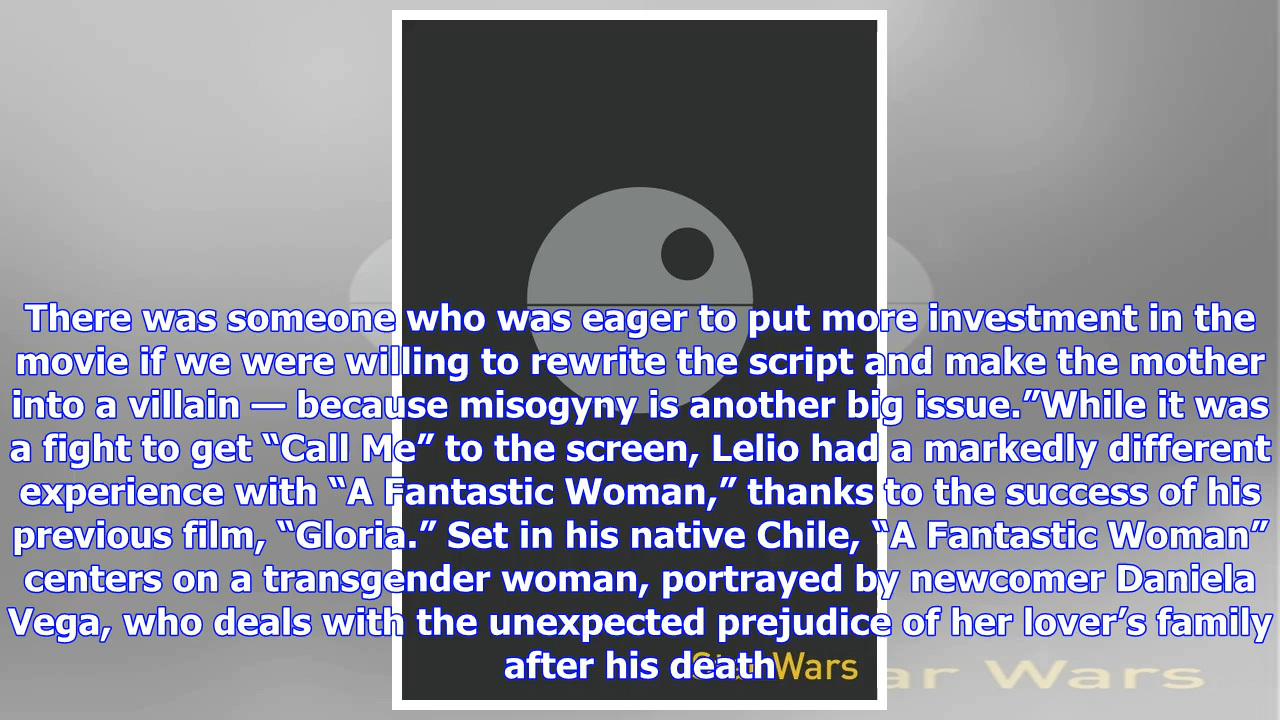 There was someone who was eager to put more investment in the
movie if we were willing to rewrite the script and make the mother
into a villain — because misogyny is another big issue.”While it was
a fight to get “Call Me” to the screen, Lelio had a markedly different
experience with “A Fantastic Woman,” thanks to the success of his
previous film, “Gloria.” Set in his native Chile, “A Fantastic Woman”
centers on a transgender woman, portrayed by newcomer Daniela
Vega, who deals with the unexpected prejudice of her lover’s family
after his death
Star Wars
ar Wars